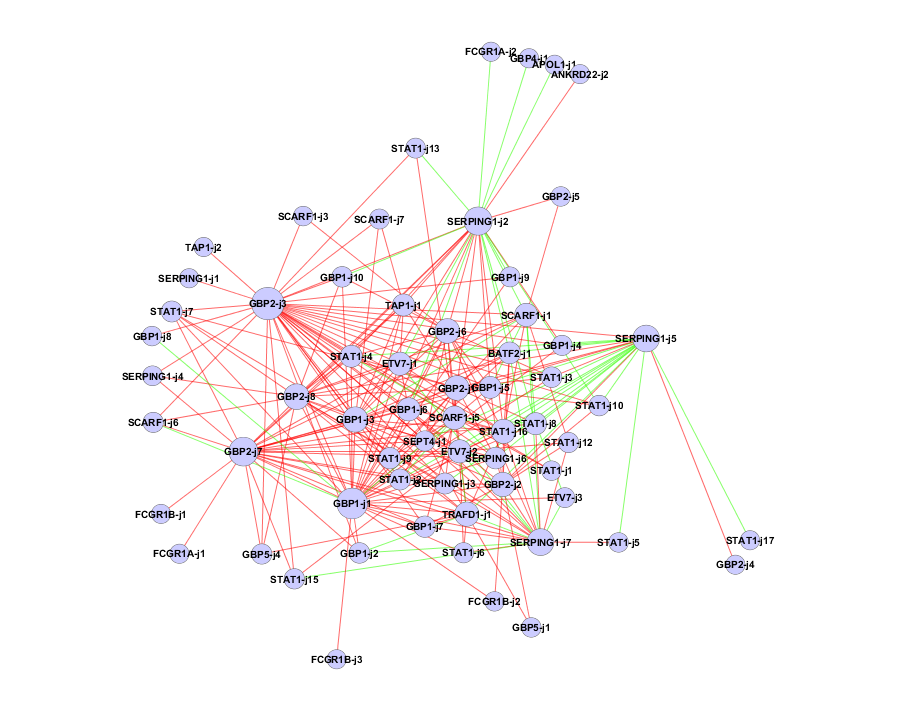 FCGR1A-j2
GBP4-j1
APOL1-j1
ANKRD22-j2
STAT1-j13
GBP2-j5
SCARF1-j3
SCARF1-j7
SERPING1-j2
TAP1-j2
SERPING1-j1
GBP1-j10
GBP1-j9
GBP2-j3
TAP1-j1
STAT1-j7
SCARF1-j1
GBP1-j8
GBP2-j6
SERPING1-j5
GBP1-j4
BATF2-j1
STAT1-j4
ETV7-j1
SERPING1-j4
STAT1-j3
GBP2-j
GBP1-j5
GBP2-j8
STAT1-j10
GBP1-j6
GBP1-j3
SCARF1-j5
SCARF1-j6
STAT1-j8
STAT1-j16
SEPT4-j1
STAT1-j12
GBP2-j7
ETV7-j2
STAT1-j9
SERPING1-j6
STAT1-j1
STAT1-j
SERPING1-j3
GBP2-j2
ETV7-j3
GBP1-j1
FCGR1B-j1
TRAFD1-j1
GBP1-j7
SERPING1-j7
STAT1-j5
STAT1-j17
FCGR1A-j1
GBP5-j4
GBP1-j2
STAT1-j6
GBP2-j4
STAT1-j15
FCGR1B-j2
GBP5-j1
FCGR1B-j3